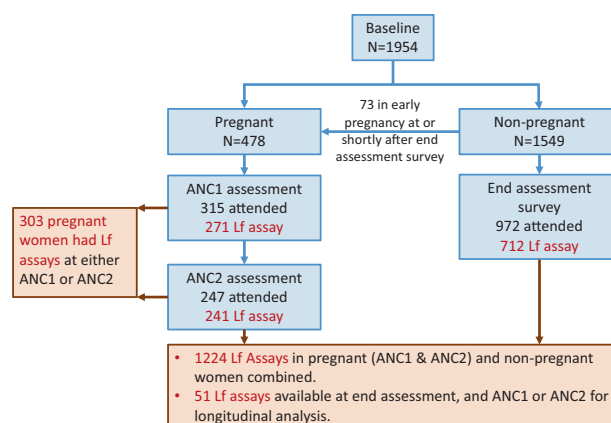 Baseline
N=1954
Pregnant
N=478
73 in early
pregnancy at or
shortly after end
assessment survey
Non-pregnant
N=1549
ANC1 assessment
315 attended
271 Lf assay
End assessment
survey
972 attended
712 Lf assay
303 pregnant
women had Lf
assays at either
ANC1 or ANC2
ANC2 assessment
247 attended
241 Lf assay
• 1224 Lf Assays in pregnant (ANC1 & ANC2) and non-pregnant
women combined.
• 51 Lf assays available at end assessment, and ANC1 or ANC2 for
longitudinal analysis.